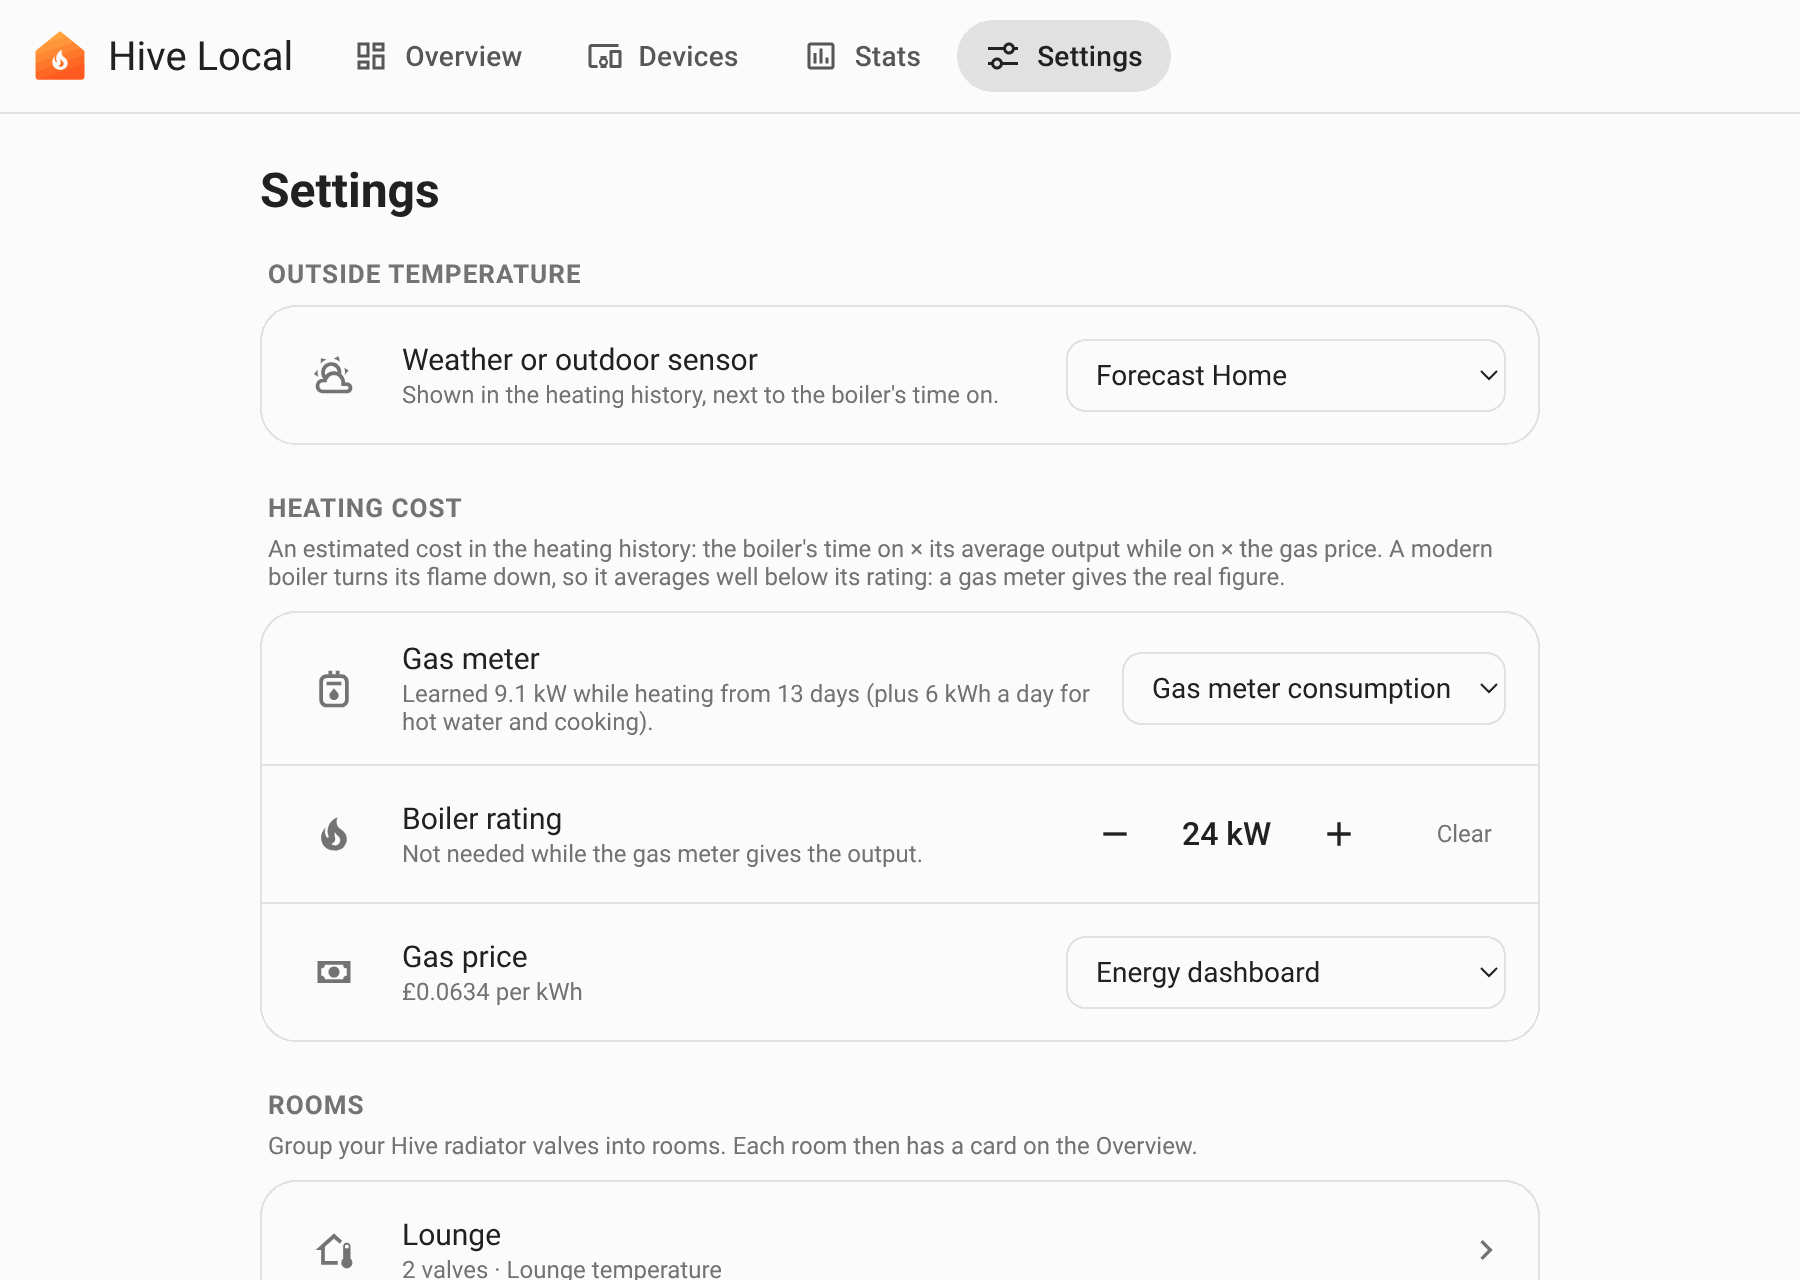 Hive Local
Overview
Devices
Stats
Settings
Settings
OUTSIDE TEMPERATURE
Weather or outdoor sensor
Shown in the heating history, next to the boiler's time on.
Forecast Home
HEATING COST
An estimated cost in the heating history: the boiler's time on × its average output while on × the gas price. A modern
boiler turns its flame down, so it averages well below its rating: a gas meter gives the real figure.
Gas meter
Learned 9.1 kW while heating from 13 days (plus 6 kWh a day for
hot water and cooking).
Gas meter consumption
Boiler rating
Not needed while the gas meter gives the output.
24 kW
Clear
Gas price
£0.0634 per kWh
Energy dashboard
ROOMS
Group your Hive radiator valves into rooms. Each room then has a card on the Overview.
Lounge
2 valves · Lounge temperature